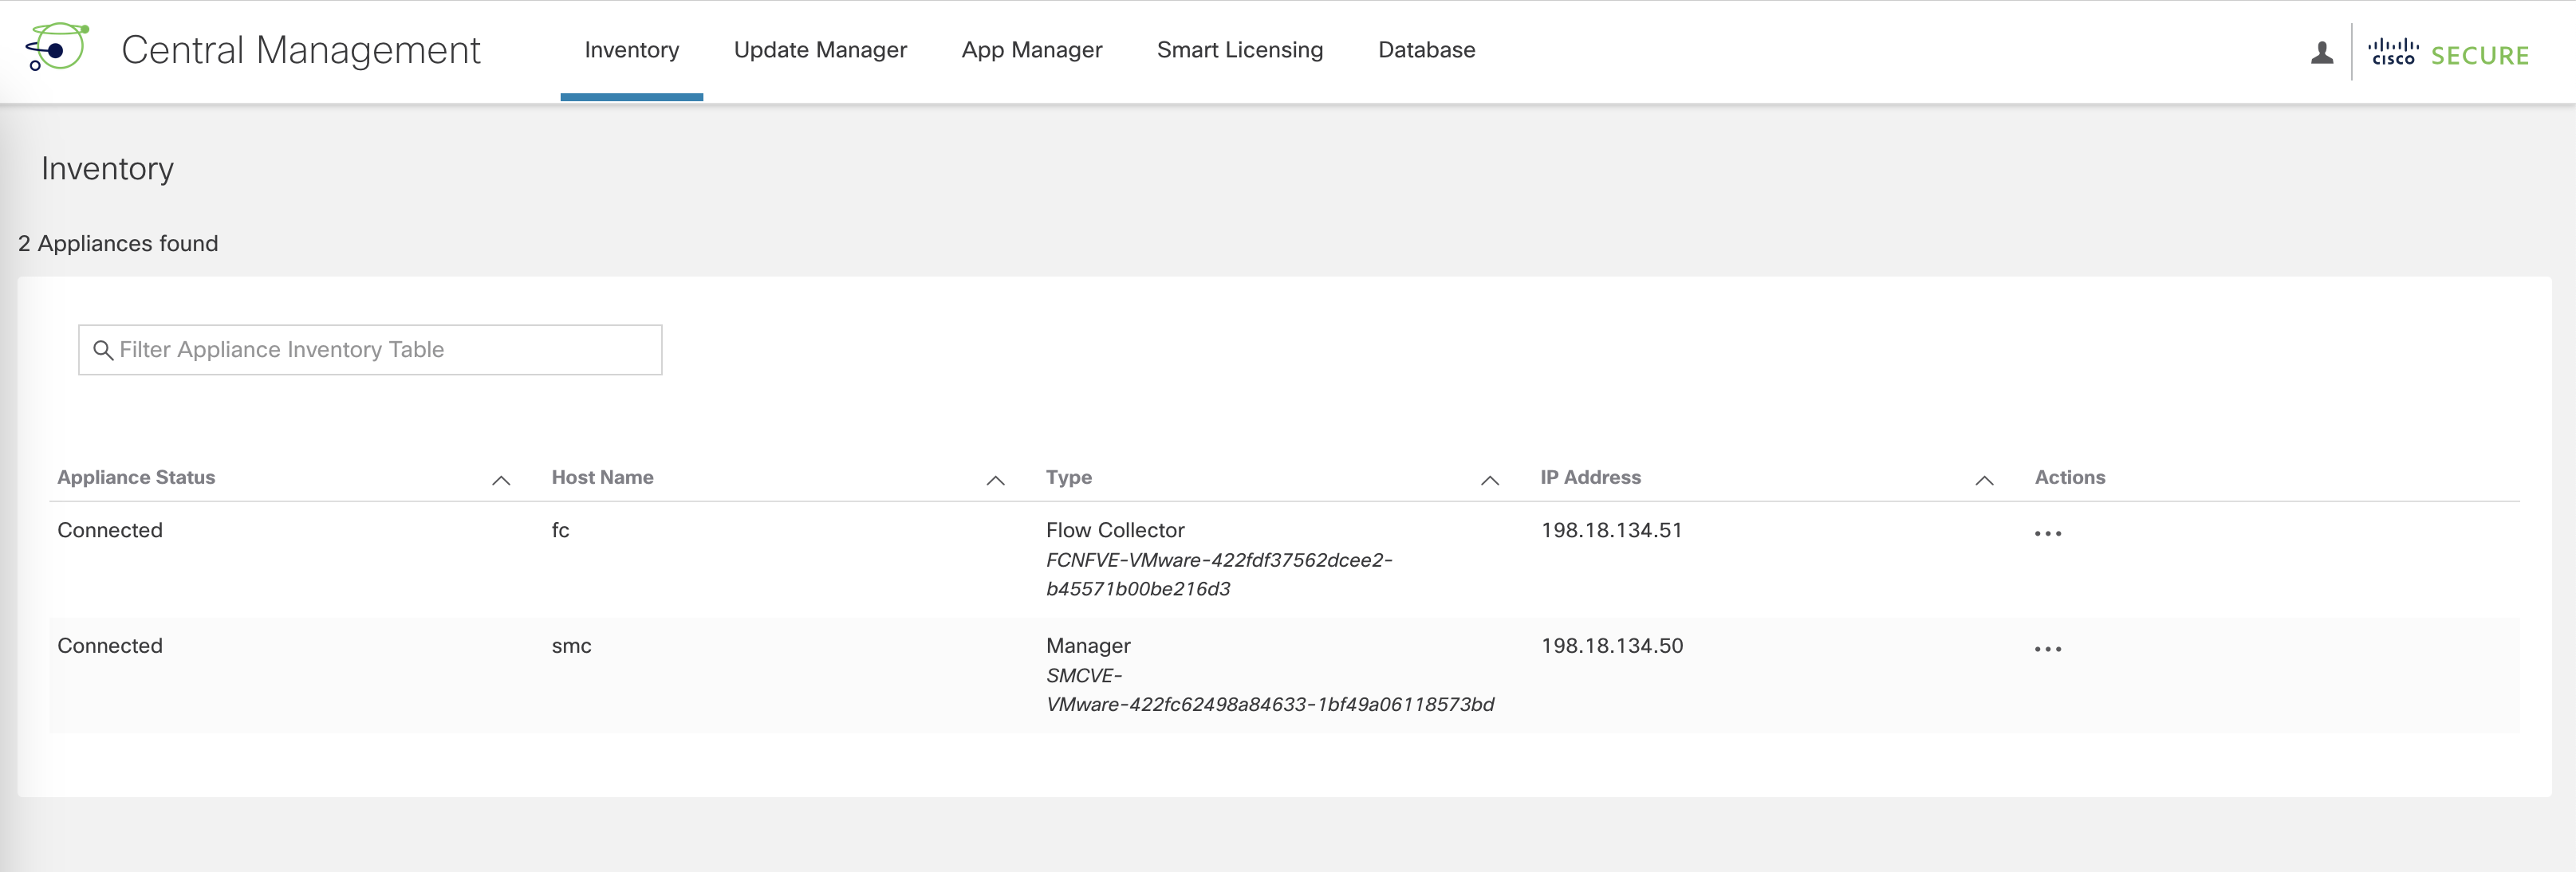 Central Management
Inventory Update Manager App Manager Smart Licensing Database
cisco SECURE
Inventory
2 Appliances found
Filter Appliance Inventory Table
Appliance Status Host Name Type IP Address Actions
Connected fc Flow Collector 198.18.134.51
FCNFVE-VMware-422fdf37562dcee2-
b45571b00be216d3
Connected smc Manager 198.18.134.50
SMCVE-
VMware-422fc62498a84633-1bf49a06118573bd